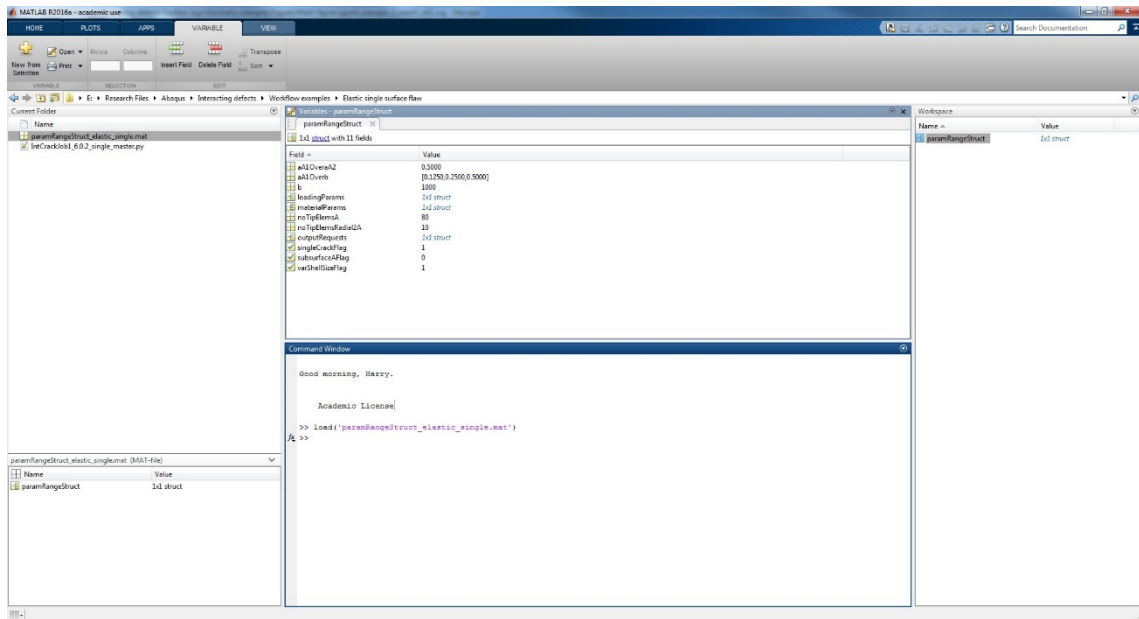 MATLAB R2016a - academic use
HOME PLOTS APPS VARIABLE VIEW
Search Documentation
New from Selection
Open
Print
Rows Columns
Insert Field Delete Field
Transpose
Sort
VARIABLE SELECTION EDIT
E: Research Files Abaqus Interacting defects Workflow examples Elastic single surface flaw
Current Folder
Name
paramRangeStruct_elastic_single.mat
IntCrackJob1_6.0.2_single_master.py
paramRangeStruct_elastic_single.mat (MAT-file)
Name Value
paramRangeStruct 1x1 struct
Variables - paramRangeStruct
paramRangeStruct
1x1 struct with 11 fields
Field Value
aA1OveraA2 0.5000
aA1Overb [0.1250,0.2500,0.5000]
b 1000
loadingParams 1x1 struct
materialParams 1x1 struct
noTipElemsA 80
noTipElemsRadial2A 10
outputRequests 1x1 struct
singleCrackFlag 1
subsurfaceAFlag 0
varShellSizeFlag 1
Command Window
Good morning, Harry.
Academic License
>> load('paramRangeStruct_elastic_single.mat')
fx >>
Workspace
Name Value
paramRangeStruct 1x1 struct